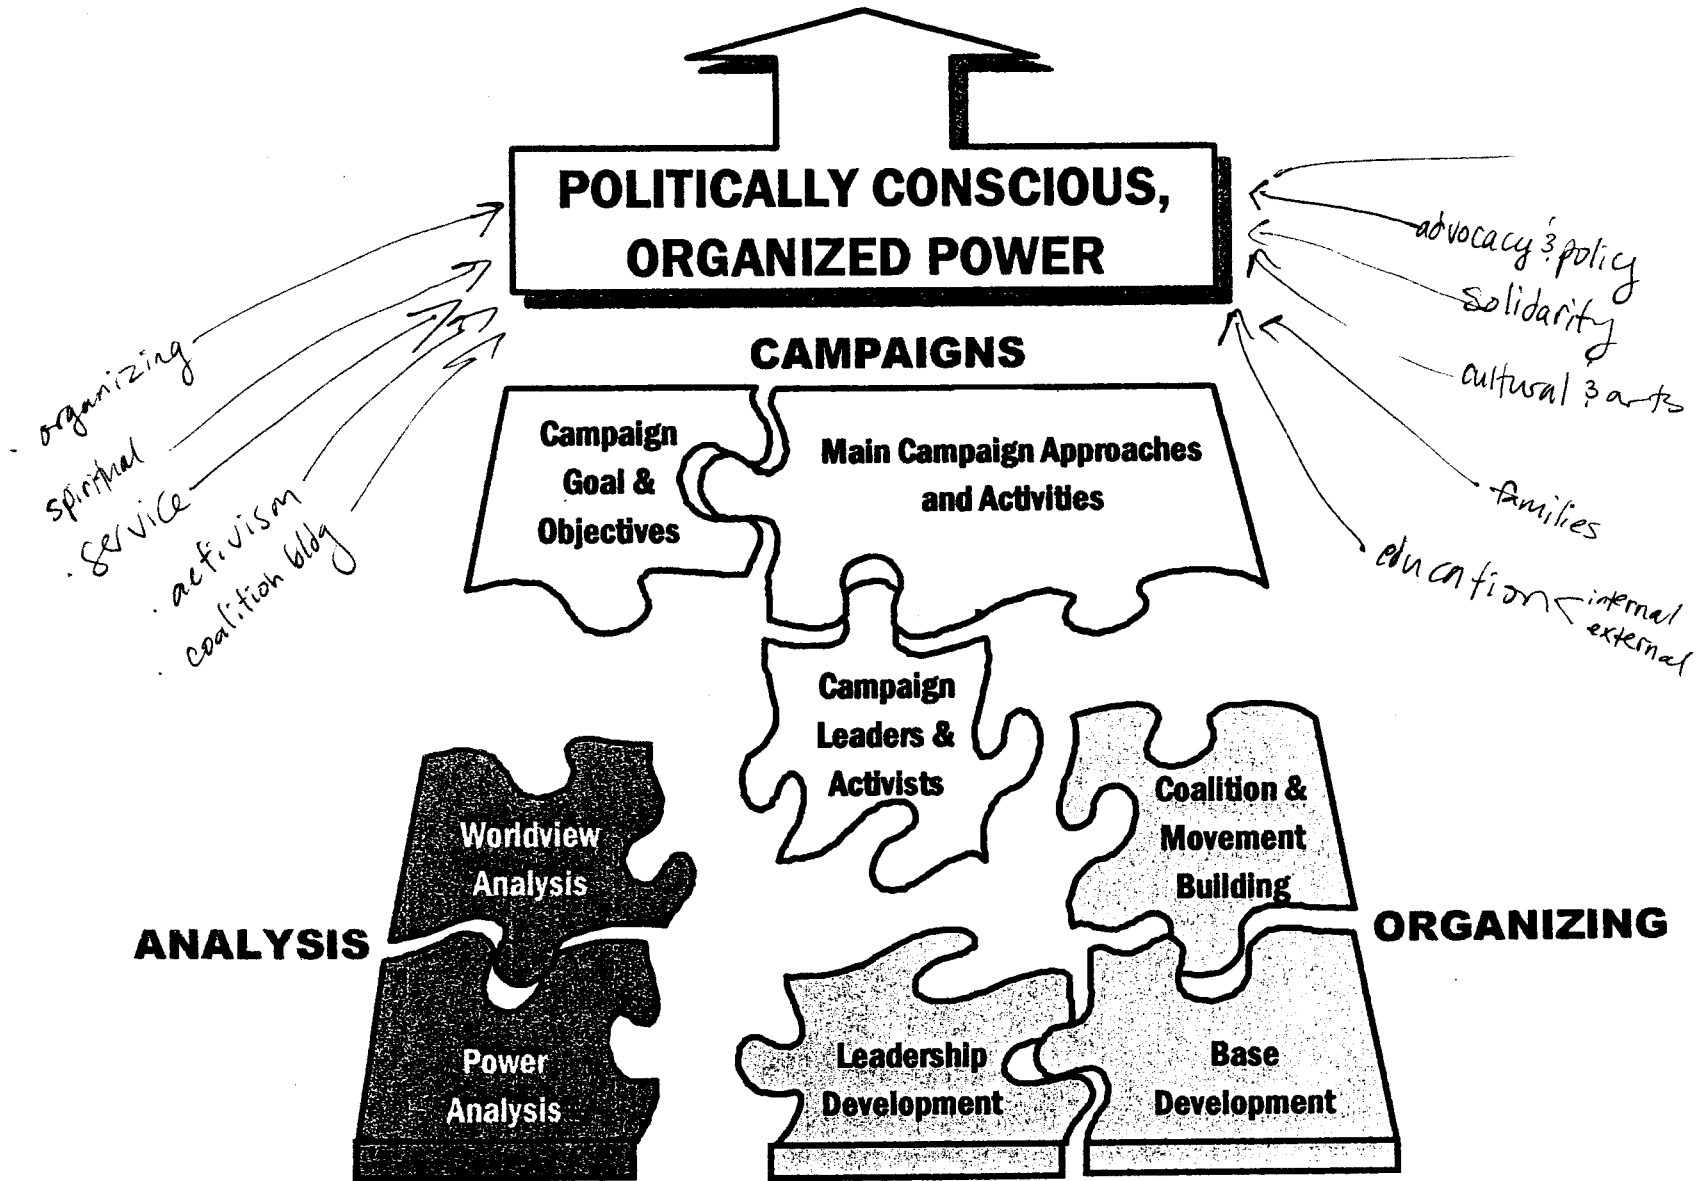 POLITICALLY CONSCIOUS,
ORGANIZED POWER
· organizing
spiritual
· service
· activism
· coalition bldg
advocacy & policy
solidarity
cultural & arts
families
education < internal
external
CAMPAIGNS
Campaign
Goal &
Objectives
Main Campaign Approaches
and Activities
Campaign
Leaders &
Activists
ANALYSIS
Worldview
Analysis
Power
Analysis
ORGANIZING
Coalition &
Movement
Building
Leadership
Development
Base
Development